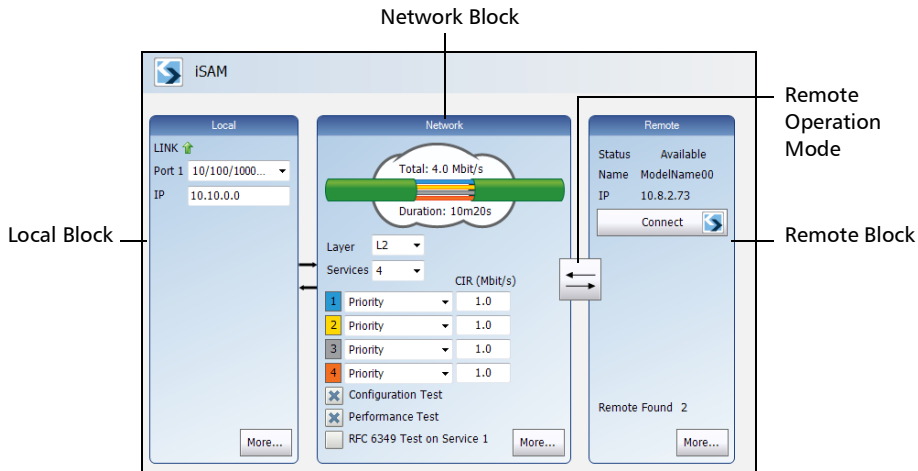 Network Block
iSAM
Remote Operation Mode
Local Block
Remote Block
Local
LINK
Port 1 10/100/1000...
IP 10.10.0.0
More...
Network
Total: 4.0 Mbit/s
Duration: 10m20s
Layer L2
Services 4
CIR (Mbit/s)
1 Priority 1.0
2 Priority 1.0
3 Priority 1.0
4 Priority 1.0
Configuration Test
Performance Test
RFC 6349 Test on Service 1
More...
Remote
Status Available
Name ModelName00
IP 10.8.2.73
Connect
Remote Found 2
More...